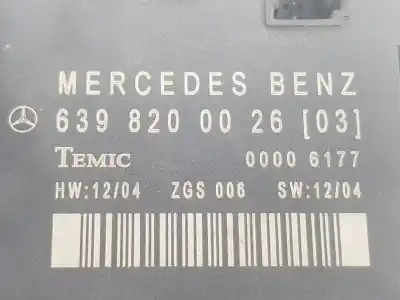 MERCEDES BENZ
639 820 00 26 [03]
TEMIC 0000 6177
HW:12/04 ZGS 006 SW:12/04